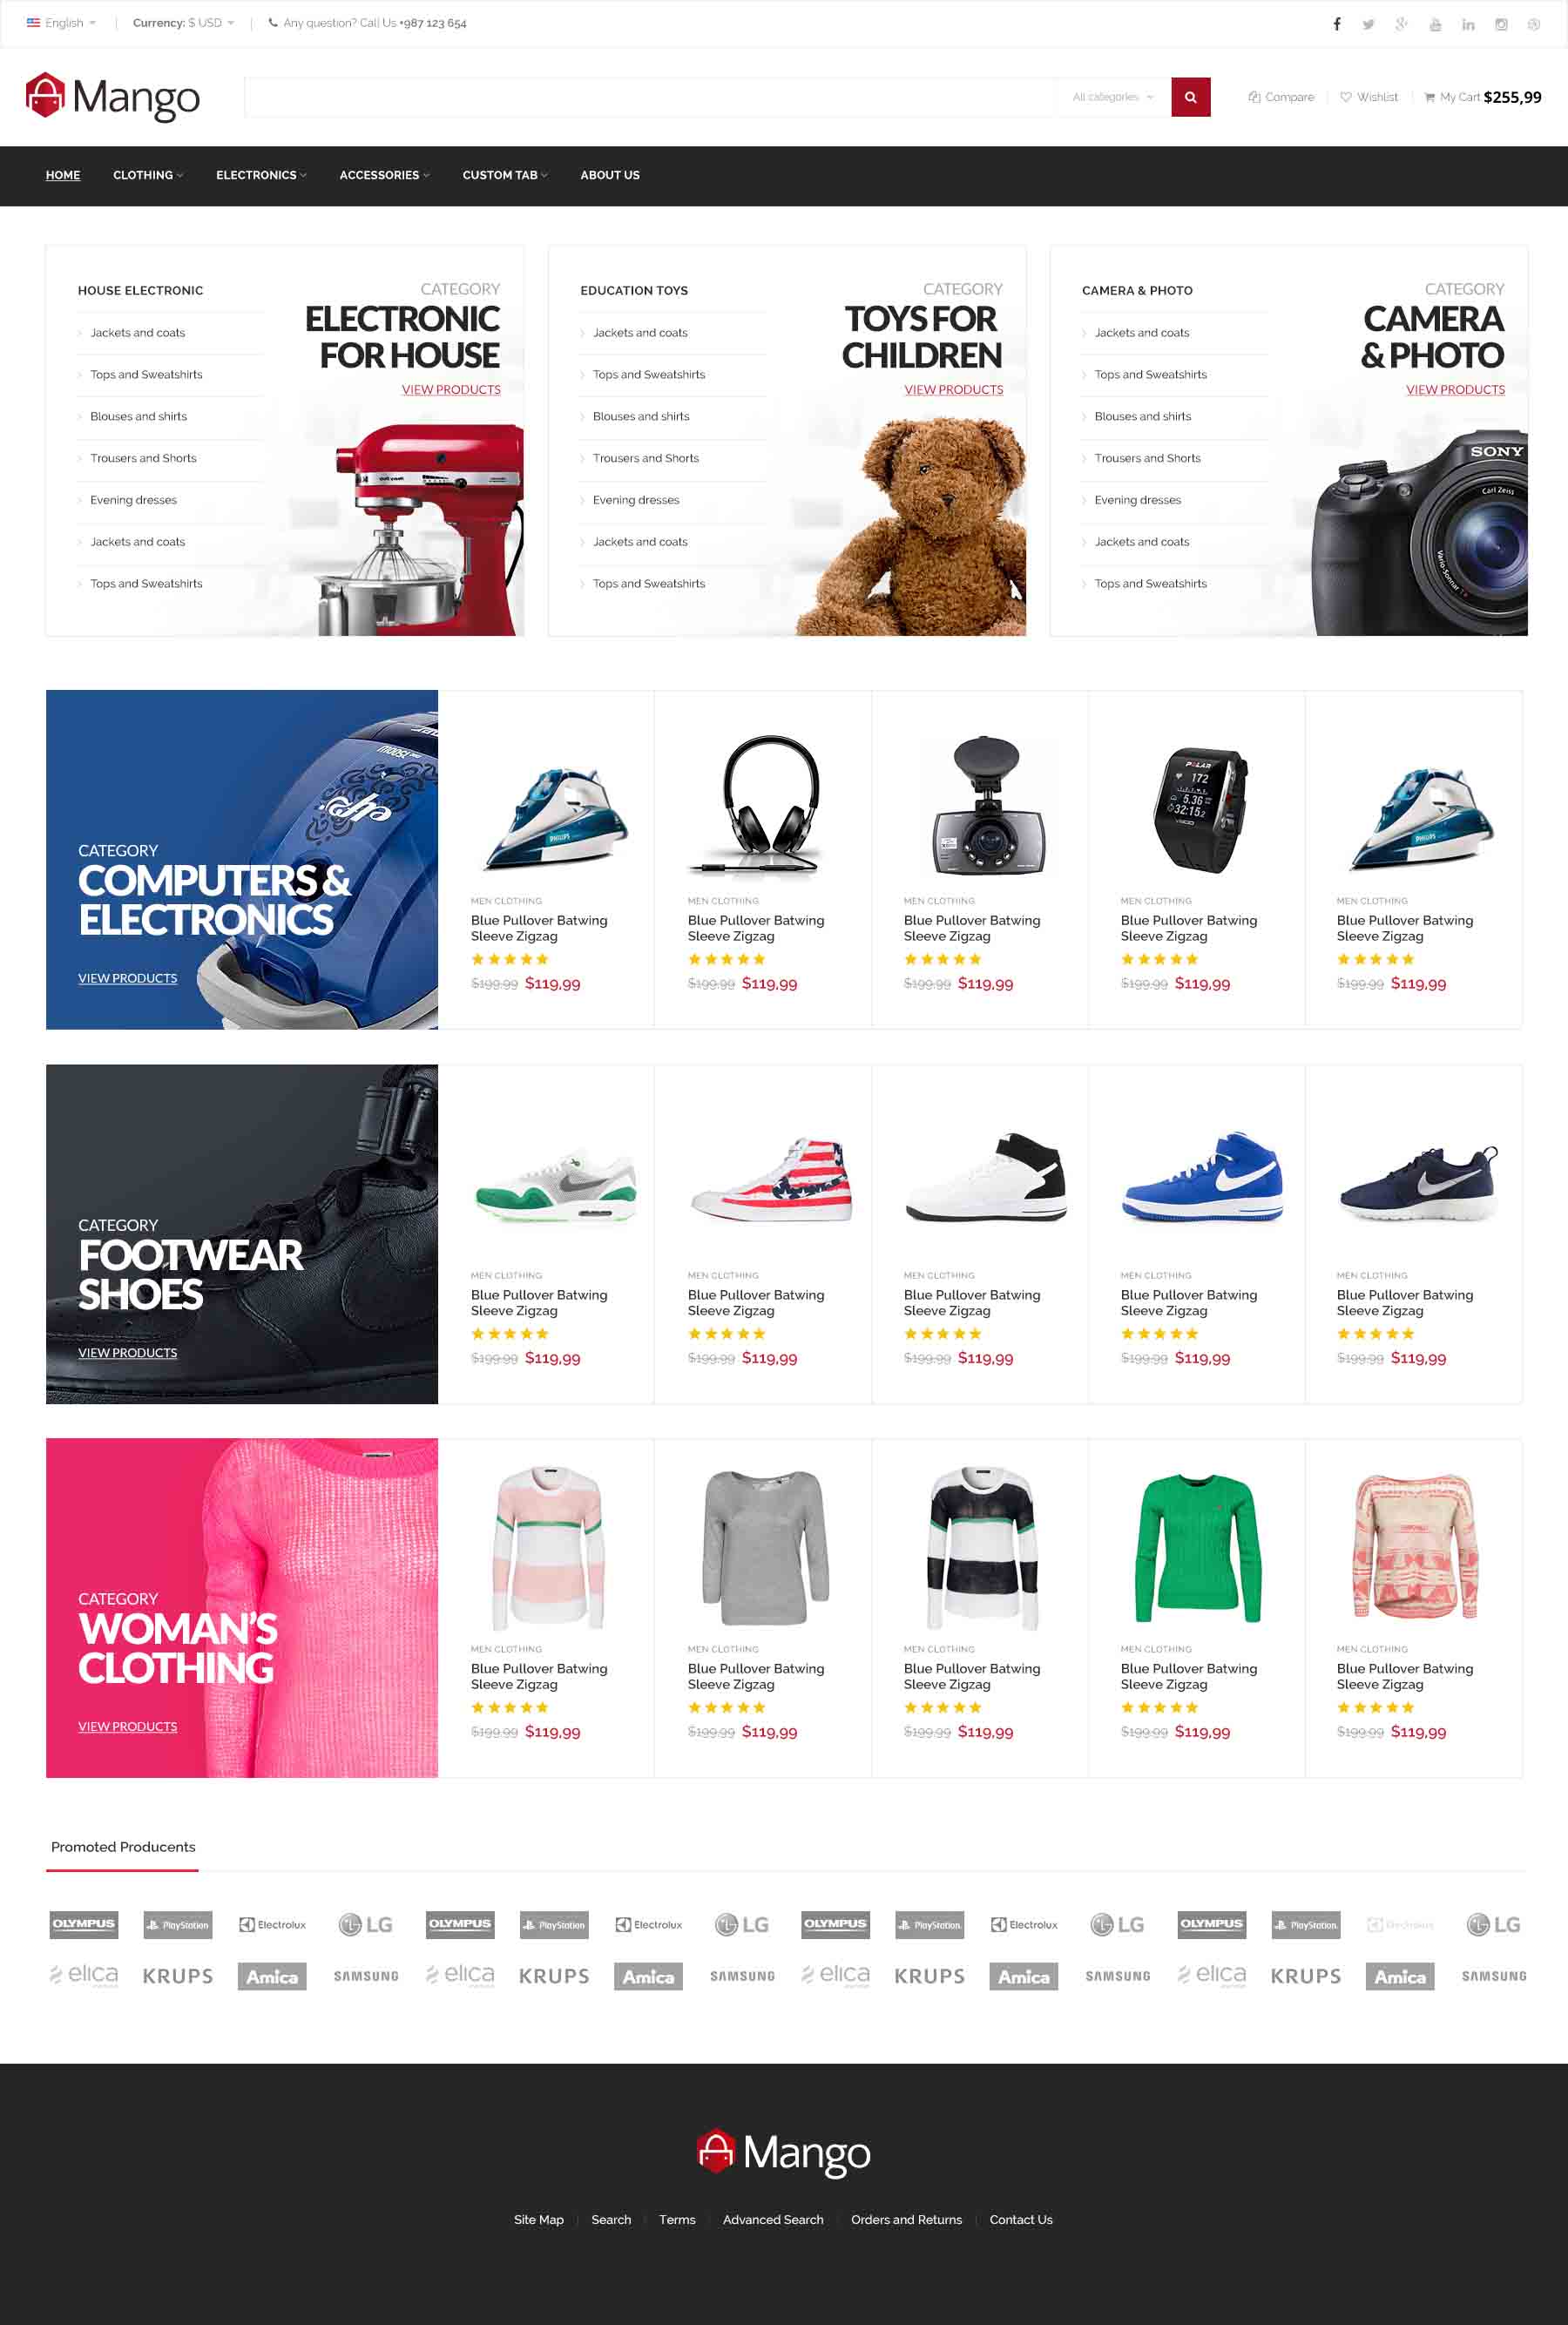 English
Currency: $ USD
Any question? Call Us +987 123 654
Mango
All categories
Compare
Wishlist
My Cart $255,99
HOME
CLOTHING
ELECTRONICS
ACCESSORIES
CUSTOM TAB
ABOUT US
HOUSE ELECTRONIC
Jackets and coats
Tops and Sweatshirts
Blouses and shirts
Trousers and Shorts
Evening dresses
Jackets and coats
Tops and Sweatshirts
CATEGORY
ELECTRONIC
FOR HOUSE
VIEW PRODUCTS
EDUCATION TOYS
Jackets and coats
Tops and Sweatshirts
Blouses and shirts
Trousers and Shorts
Evening dresses
Jackets and coats
Tops and Sweatshirts
CATEGORY
TOYS FOR
CHILDREN
VIEW PRODUCTS
CAMERA & PHOTO
Jackets and coats
Tops and Sweatshirts
Blouses and shirts
Trousers and Shorts
Evening dresses
Jackets and coats
Tops and Sweatshirts
CATEGORY
CAMERA
& PHOTO
VIEW PRODUCTS
SONY
Carl Zeiss
Vario-Sonnar
CATEGORY
COMPUTERS &
ELECTRONICS
VIEW PRODUCTS
PHILIPS
MEN CLOTHING
Blue Pullover Batwing
Sleeve Zigzag
$199.99 $119,99
MEN CLOTHING
Blue Pullover Batwing
Sleeve Zigzag
$199.99 $119,99
MEN CLOTHING
Blue Pullover Batwing
Sleeve Zigzag
$199.99 $119,99
POLAR
172
5.36
32:15
V800
MEN CLOTHING
Blue Pullover Batwing
Sleeve Zigzag
$199.99 $119,99
PHILIPS
MEN CLOTHING
Blue Pullover Batwing
Sleeve Zigzag
$199.99 $119,99
CATEGORY
FOOTWEAR
SHOES
VIEW PRODUCTS
MEN CLOTHING
Blue Pullover Batwing
Sleeve Zigzag
$199.99 $119,99
MEN CLOTHING
Blue Pullover Batwing
Sleeve Zigzag
$199.99 $119,99
MEN CLOTHING
Blue Pullover Batwing
Sleeve Zigzag
$199.99 $119,99
MEN CLOTHING
Blue Pullover Batwing
Sleeve Zigzag
$199.99 $119,99
MEN CLOTHING
Blue Pullover Batwing
Sleeve Zigzag
$199.99 $119,99
CATEGORY
WOMAN'S
CLOTHING
VIEW PRODUCTS
MEN CLOTHING
Blue Pullover Batwing
Sleeve Zigzag
$199.99 $119,99
MEN CLOTHING
Blue Pullover Batwing
Sleeve Zigzag
$199.99 $119,99
MEN CLOTHING
Blue Pullover Batwing
Sleeve Zigzag
$199.99 $119,99
MEN CLOTHING
Blue Pullover Batwing
Sleeve Zigzag
$199.99 $119,99
MEN CLOTHING
Blue Pullover Batwing
Sleeve Zigzag
$199.99 $119,99
Promoted Producents
OLYMPUS PlayStation Electrolux LG OLYMPUS PlayStation Electrolux LG OLYMPUS PlayStation Electrolux LG OLYMPUS PlayStation Electrolux LG
elica KRUPS Amica SAMSUNG elica KRUPS Amica SAMSUNG elica KRUPS Amica SAMSUNG elica KRUPS Amica SAMSUNG
Mango
Site Map
Search
Terms
Advanced Search
Orders and Returns
Contact Us